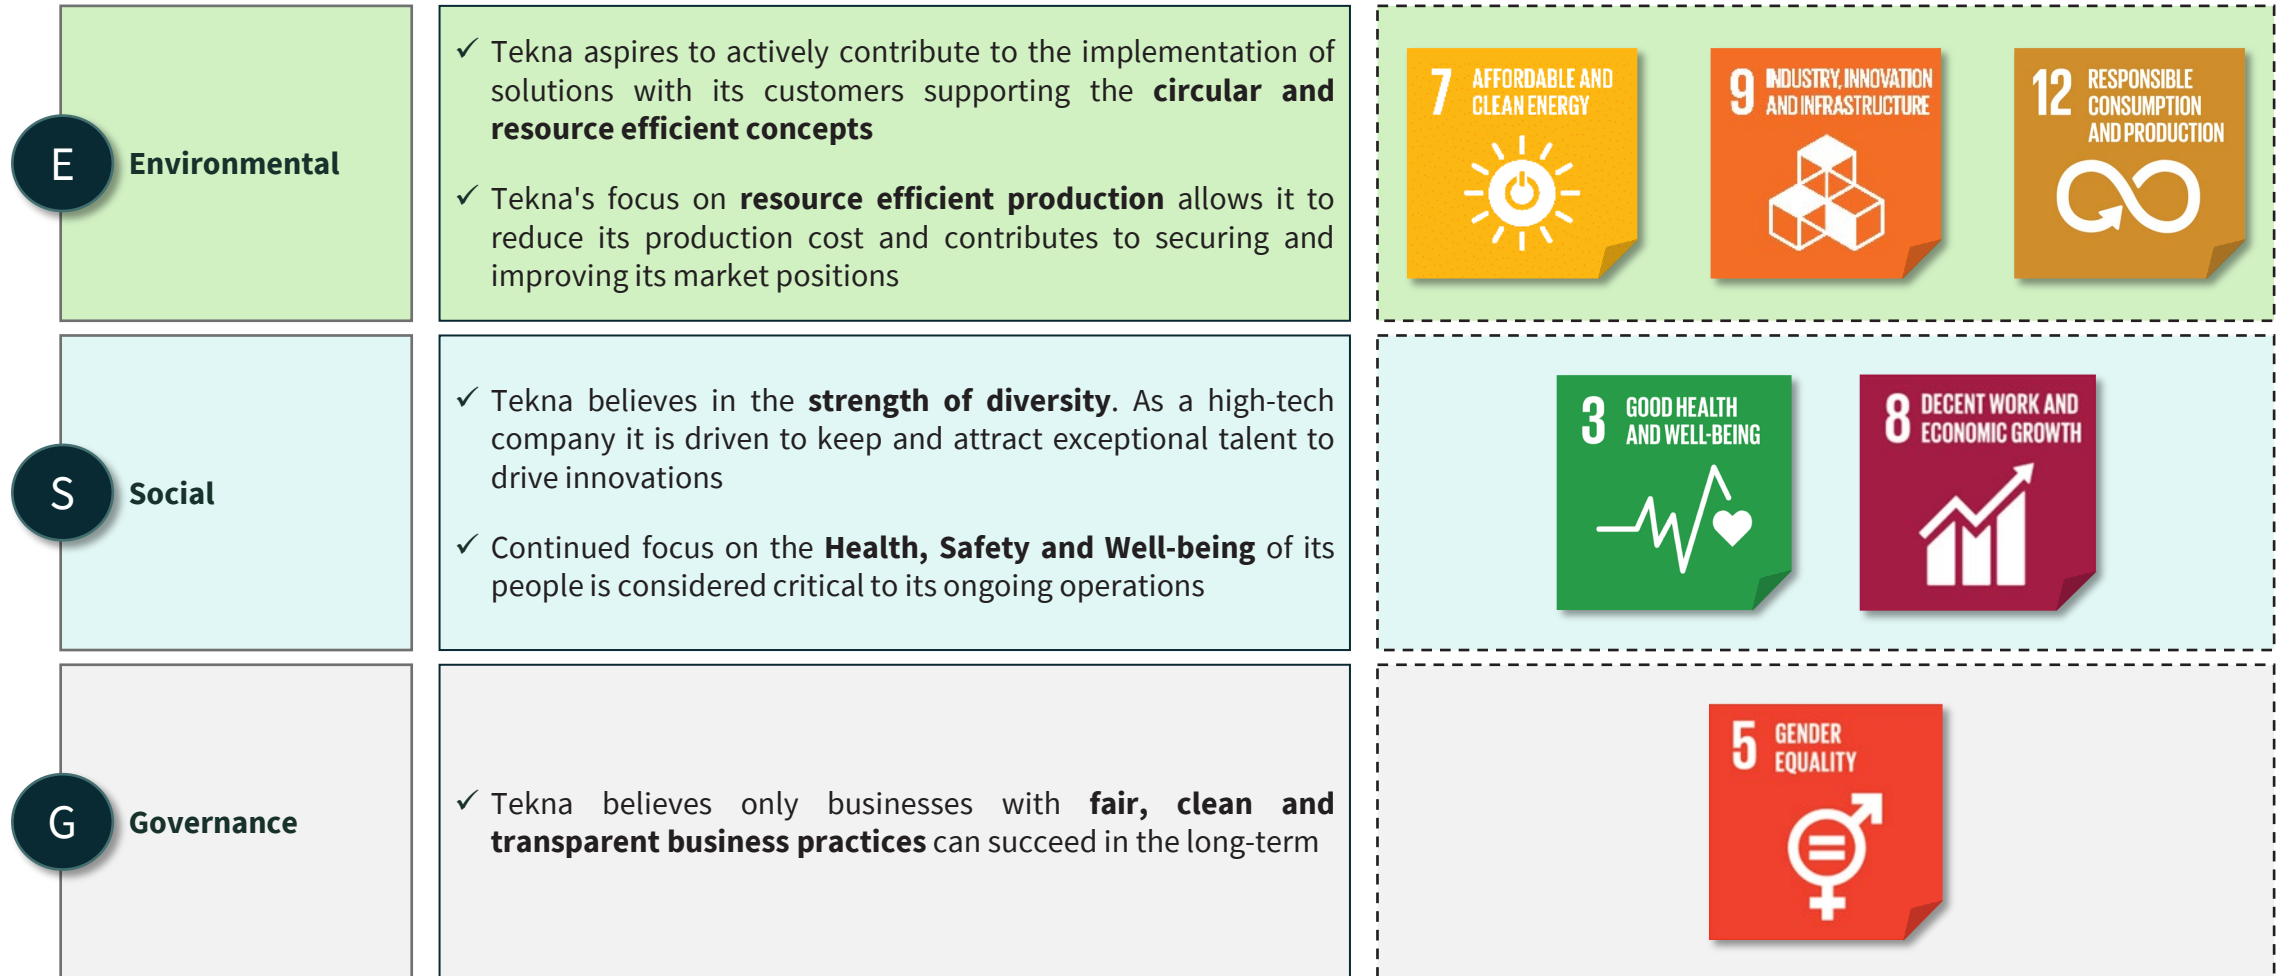 E
Environmental
✓ Tekna aspires to actively contribute to the implementation of
solutions with its customers supporting the circular and
resource efficient concepts
✓ Tekna's focus on resource efficient production allows it to
reduce its production cost and contributes to securing and
improving its market positions
7 AFFORDABLE AND
CLEAN ENERGY
9 INDUSTRY, INNOVATION
AND INFRASTRUCTURE
12 RESPONSIBLE
CONSUMPTION
AND PRODUCTION
S
Social
✓ Tekna believes in the strength of diversity. As a high-tech
company it is driven to keep and attract exceptional talent to
drive innovations
✓ Continued focus on the Health, Safety and Well-being of its
people is considered critical to its ongoing operations
3 GOOD HEALTH
AND WELL-BEING
8 DECENT WORK AND
ECONOMIC GROWTH
G
Governance
✓ Tekna believes only businesses with fair, clean and
transparent business practices can succeed in the long-term
5 GENDER
EQUALITY